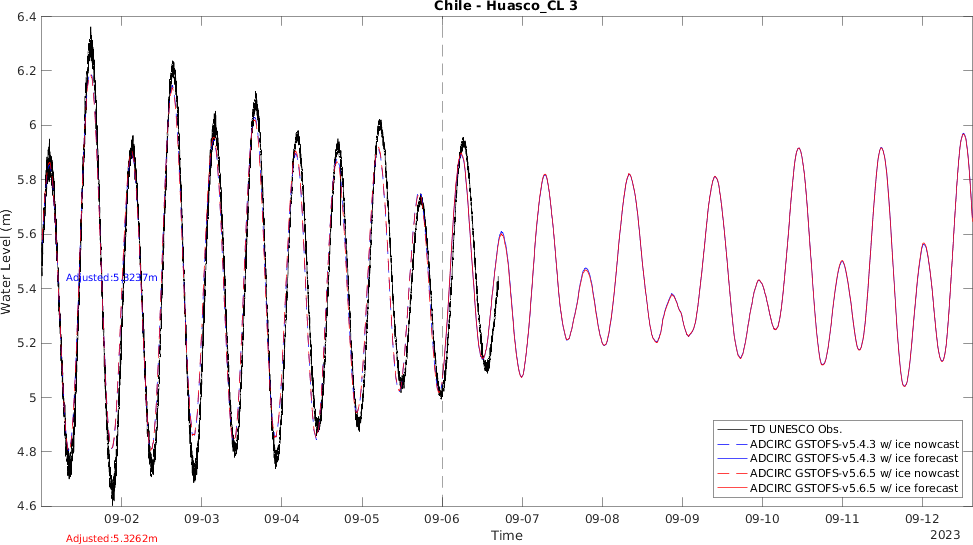 Chile - Huasco_CL 3
6.4
6.2
6
5.8
5.6
5.4
5.2
5
4.8
4.6
Water Level (m)
Adjusted:5.3237m
Adjusted:5.3262m
TD UNESCO Obs.
ADCIRC GSTOFS-v5.4.3 w/ ice nowcast
ADCIRC GSTOFS-v5.4.3 w/ ice forecast
ADCIRC GSTOFS-v5.6.5 w/ ice nowcast
ADCIRC GSTOFS-v5.6.5 w/ ice forecast
09-02 09-03 09-04 09-05 09-06 09-07 09-08 09-09 09-10 09-11 09-12
2023
Time